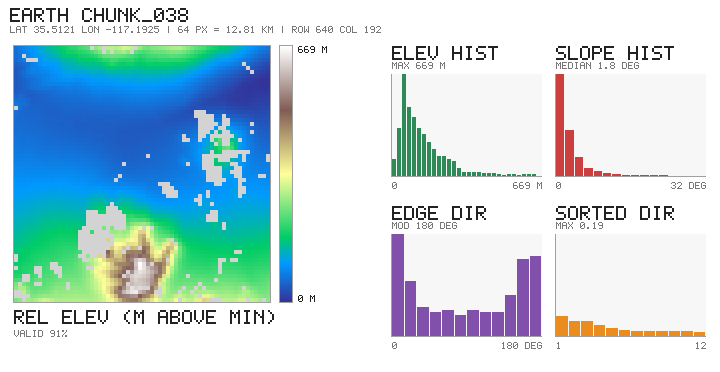 EARTH CHUNK_038
LAT 35.5121 LON -117.1925 | 64 PX = 12.81 KM | ROW 640 COL 192
669 M
0 M
REL ELEV (M ABOVE MIN)
VALID 91%
ELEV HIST
MAX 669 M
0 669 M
SLOPE HIST
MEDIAN 1.8 DEG
0 32 DEG
EDGE DIR
MOD 180 DEG
0 180 DEG
SORTED DIR
MAX 0.19
1 12